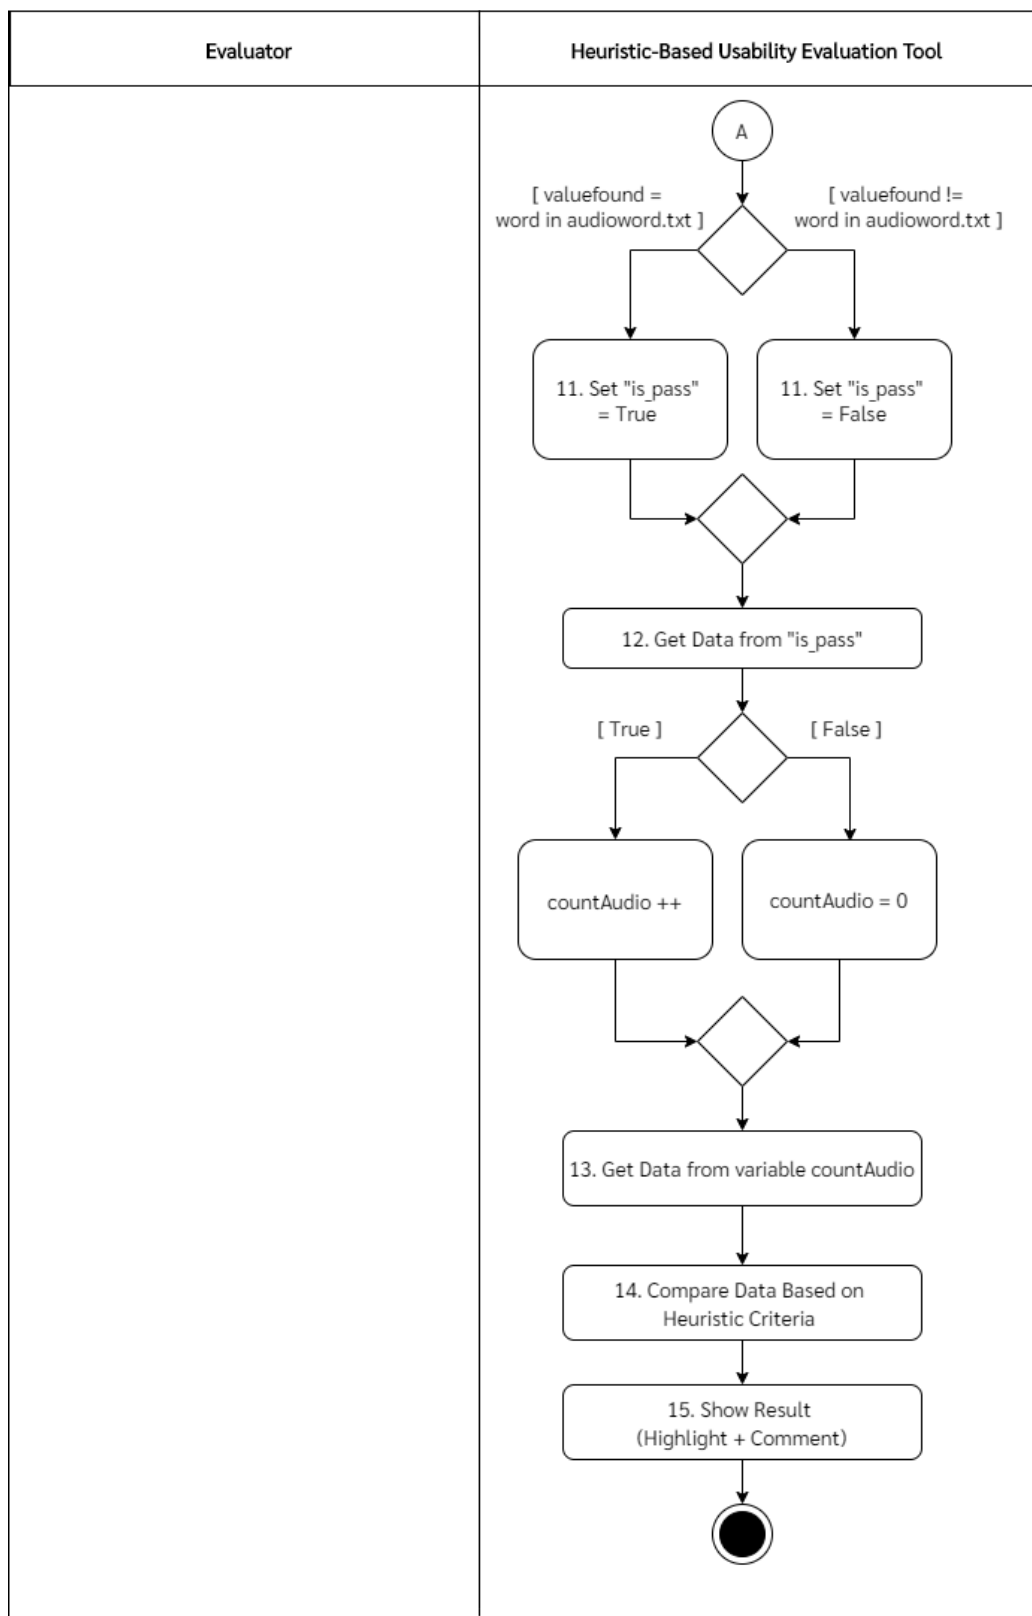 Evaluator
Heuristic-Based Usability Evaluation Tool
A
[ valuefound =
word in audioword.txt ]
[ valuefound !=
word in audioword.txt ]
11. Set "is_pass"
= True
11. Set "is_pass"
= False
12. Get Data from "is_pass"
[ True ]
[ False ]
countAudio ++
countAudio = 0
13. Get Data from variable countAudio
14. Compare Data Based on
Heuristic Criteria
15. Show Result
(Highlight + Comment)